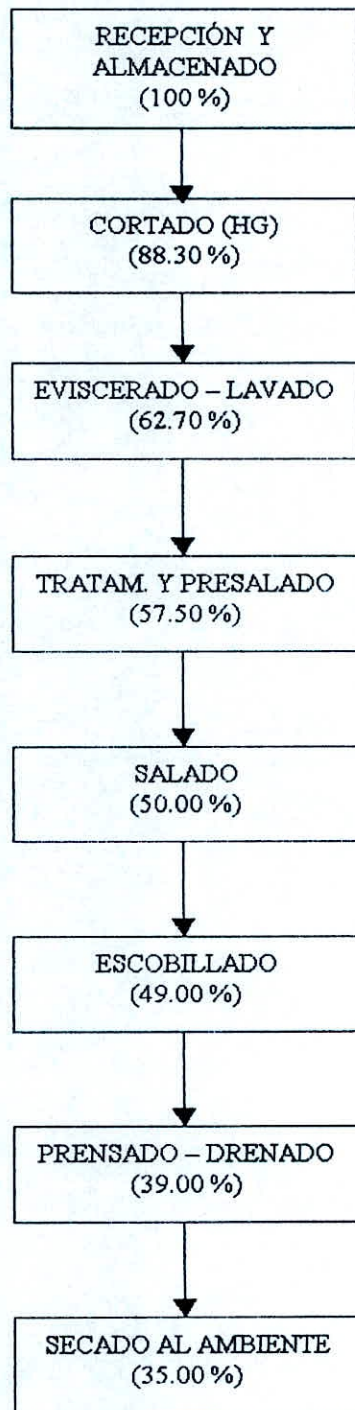 RECEPCIÓN Y
ALMACENADO
(100 %)
CORTADO (HG)
(88.30 %)
EVISCERADO – LAVADO
(62.70 %)
TRATAM. Y PRESALADO
(57.50 %)
SALADO
(50.00 %)
ESCOBILLADO
(49.00 %)
PRENSADO – DRENADO
(39.00 %)
SECADO AL AMBIENTE
(35.00 %)